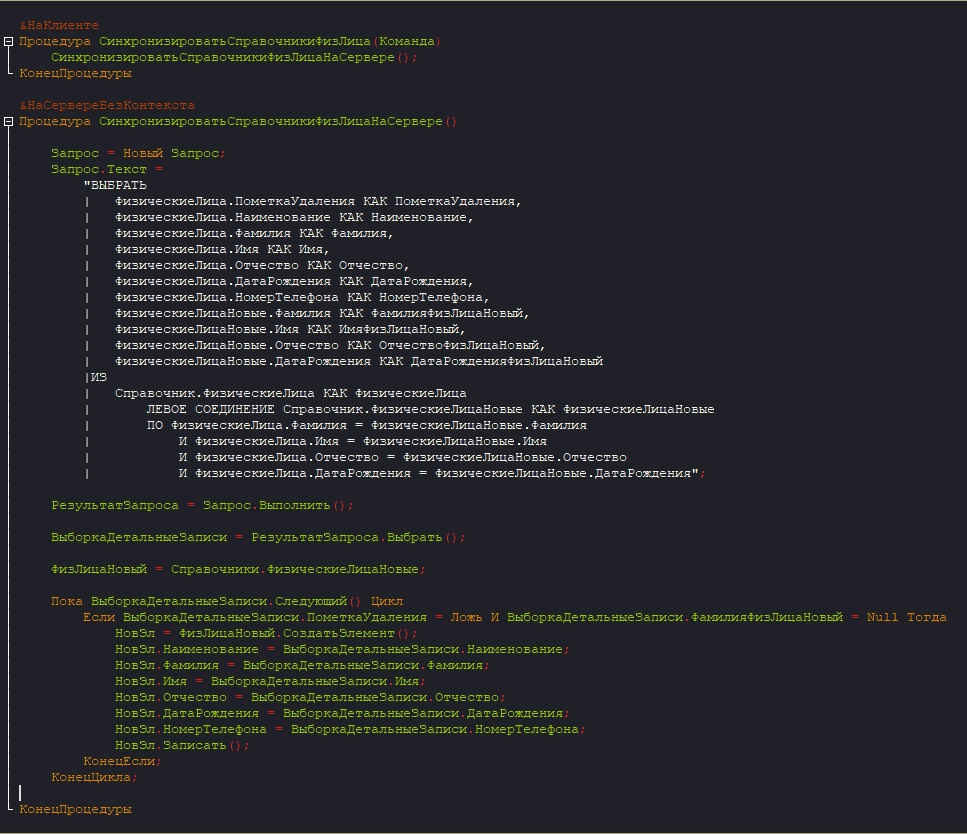 &НаКлиенте
Процедура СинхронизироватьСправочникиФизЛица(Команда)
СинхронизироватьСправочникиФизЛицаНаСервере();
КонецПроцедуры
&НаСервереБезКонтекста
Процедура СинхронизироватьСправочникиФизЛицаНаСервере()
Запрос = Новый Запрос;
Запрос.Текст =
"ВЫБРАТЬ
| ФизическиеЛица.ПометкаУдаления КАК ПометкаУдаления,
| ФизическиеЛица.Наименование КАК Наименование,
| ФизическиеЛица.Фамилия КАК Фамилия,
| ФизическиеЛица.Имя КАК Имя,
| ФизическиеЛица.Отчество КАК Отчество,
| ФизическиеЛица.ДатаРождения КАК ДатаРождения,
| ФизическиеЛица.НомерТелефона КАК НомерТелефона,
| ФизическиеЛицаНовые.Фамилия КАК ФамилияФизЛицаНовый,
| ФизическиеЛицаНовые.Имя КАК ИмяФизЛицаНовый,
| ФизическиеЛицаНовые.Отчество КАК ОтчествоФизЛицаНовый,
| ФизическиеЛицаНовые.ДатаРождения КАК ДатаРожденияФизЛицаНовый
|ИЗ
| Справочник.ФизическиеЛица КАК ФизическиеЛица
| ЛЕВОЕ СОЕДИНЕНИЕ Справочник.ФизическиеЛицаНовые КАК ФизическиеЛицаНовые
| ПО ФизическиеЛица.Фамилия = ФизическиеЛицаНовые.Фамилия
| И ФизическиеЛица.Имя = ФизическиеЛицаНовые.Имя
| И ФизическиеЛица.Отчество = ФизическиеЛицаНовые.Отчество
| И ФизическиеЛица.ДатаРождения = ФизическиеЛицаНовые.ДатаРождения";
РезультатЗапроса = Запрос.Выполнить();
ВыборкаДетальныеЗаписи = РезультатЗапроса.Выбрать();
ФизЛицаНовый = Справочники.ФизическиеЛицаНовые;
Пока ВыборкаДетальныеЗаписи.Следующий() Цикл
Если ВыборкаДетальныеЗаписи.ПометкаУдаления = Ложь И ВыборкаДетальныеЗаписи.ФамилияФизЛицаНовый = Null Тогда
НовЭл = ФизЛицаНовый.СоздатьЭлемент();
НовЭл.Наименование = ВыборкаДетальныеЗаписи.Наименование;
НовЭл.Фамилия = ВыборкаДетальныеЗаписи.Фамилия;
НовЭл.Имя = ВыборкаДетальныеЗаписи.Имя;
НовЭл.Отчество = ВыборкаДетальныеЗаписи.Отчество;
НовЭл.ДатаРождения = ВыборкаДетальныеЗаписи.ДатаРождения;
НовЭл.НомерТелефона = ВыборкаДетальныеЗаписи.НомерТелефона;
НовЭл.Записать();
КонецЕсли;
КонецЦикла;
КонецПроцедуры